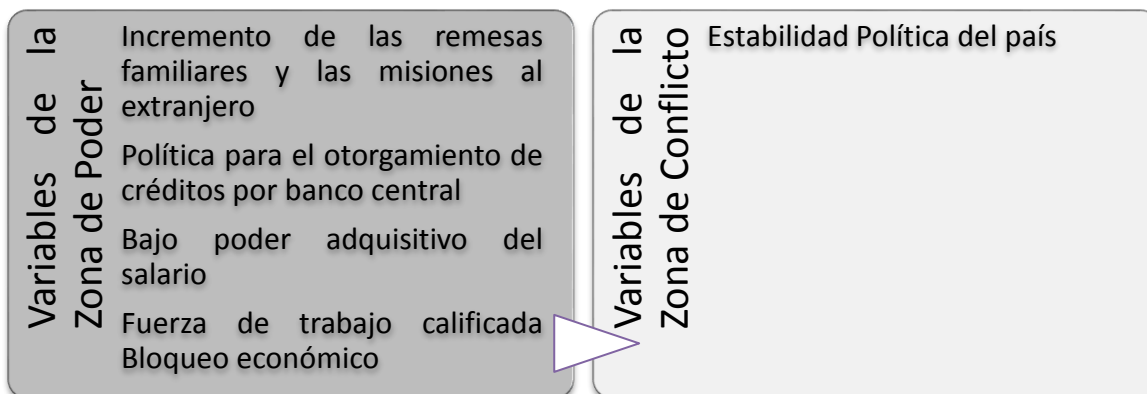 Variables de la
Zona de Poder
Incremento de las remesas
familiares y las misiones al
extranjero
Política para el otorgamiento de
créditos por banco central
Bajo poder adquisitivo del
salario
Fuerza de trabajo calificada
Bloqueo económico
Variables de la
Zona de Conflicto
Estabilidad Política del país